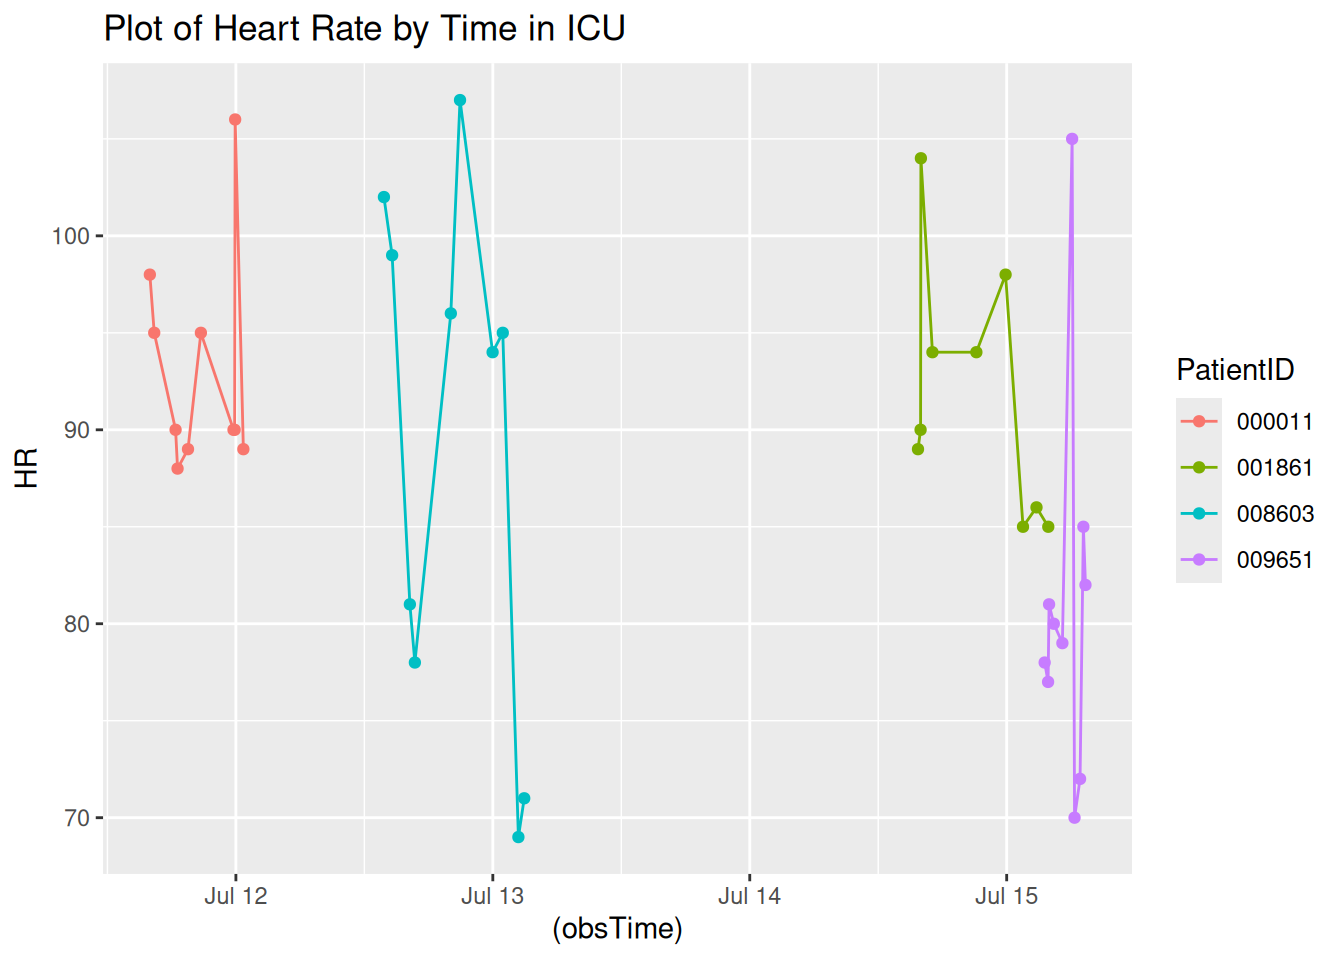 Plot of Heart Rate by Time in ICU
HR
100
90
80
70
Jul 12 Jul 13 Jul 14 Jul 15
(obsTime)
PatientID
000011
001861
008603
009651